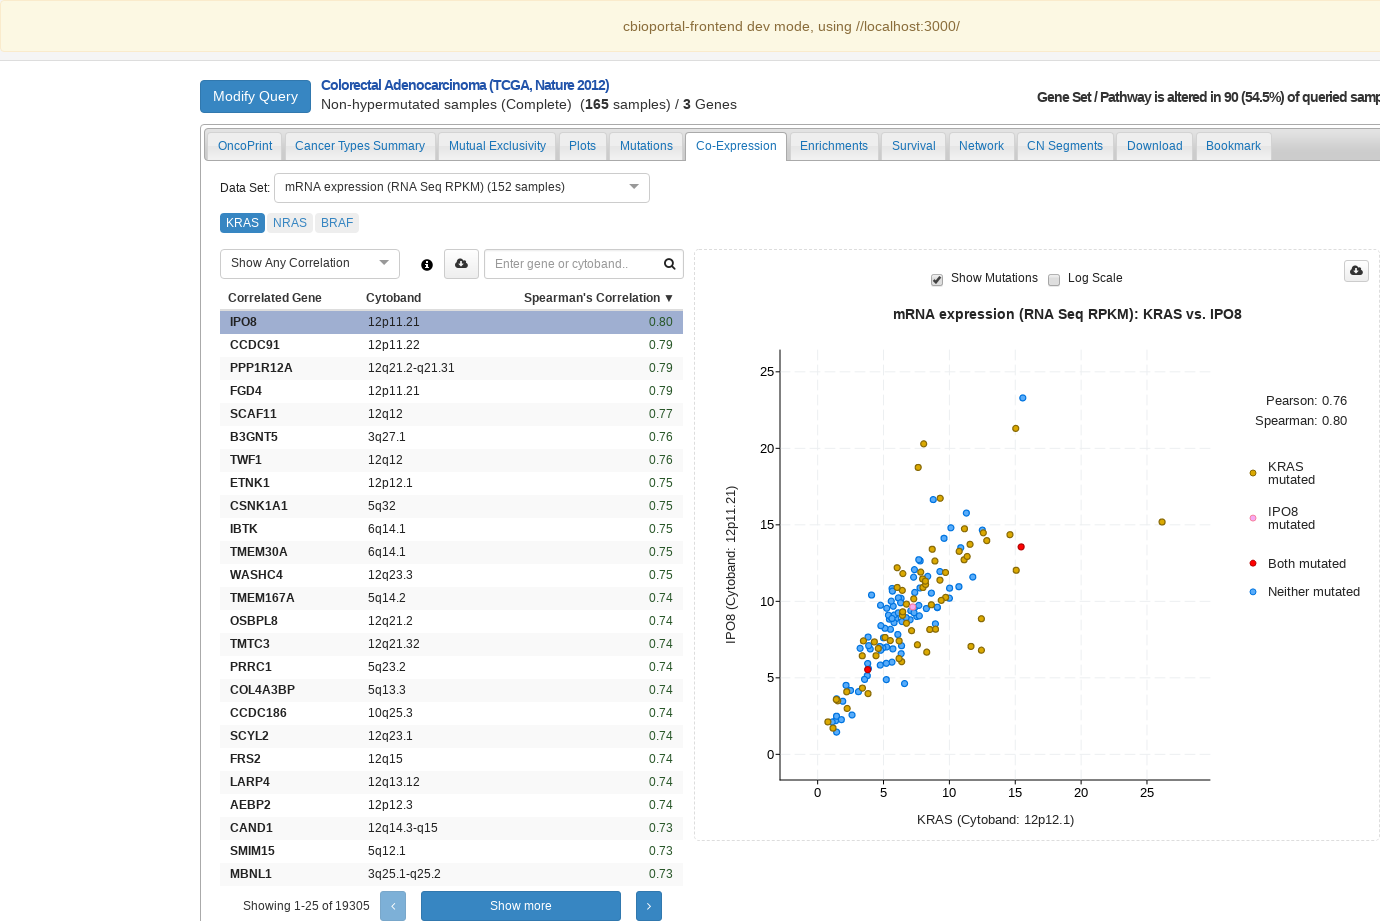 cbioportal-frontend dev mode, using //localhost:3000/
Modify Query
Colorectal Adenocarcinoma (TCGA, Nature 2012)
Non-hypermutated samples (Complete) (165 samples) / 3 Genes
Gene Set / Pathway is altered in 90 (54.5%) of queried samp
OncoPrint Cancer Types Summary Mutual Exclusivity Plots Mutations Co-Expression Enrichments Survival Network CN Segments Download Bookmark
Data Set: mRNA expression (RNA Seq RPKM) (152 samples)
KRAS NRAS BRAF
Show Any Correlation Enter gene or cytoband..
Correlated Gene Cytoband Spearman's Correlation ▼
IPO8 12p11.21 0.80
CCDC91 12p11.22 0.79
PPP1R12A 12q21.2-q21.31 0.79
FGD4 12p11.21 0.79
SCAF11 12q12 0.77
B3GNT5 3q27.1 0.76
TWF1 12q12 0.76
ETNK1 12p12.1 0.75
CSNK1A1 5q32 0.75
IBTK 6q14.1 0.75
TMEM30A 6q14.1 0.75
WASHC4 12q23.3 0.75
TMEM167A 5q14.2 0.74
OSBPL8 12q21.2 0.74
TMTC3 12q21.32 0.74
PRRC1 5q23.2 0.74
COL4A3BP 5q13.3 0.74
CCDC186 10q25.3 0.74
SCYL2 12q23.1 0.74
FRS2 12q15 0.74
LARP4 12q13.12 0.74
AEBP2 12p12.3 0.74
CAND1 12q14.3-q15 0.73
SMIM15 5q12.1 0.73
MBNL1 3q25.1-q25.2 0.73
Showing 1-25 of 19305 ‹ Show more ›
Show Mutations Log Scale
mRNA expression (RNA Seq RPKM): KRAS vs. IPO8
IPO8 (Cytoband: 12p11.21)
25
20
15
10
5
0
0 5 10 15 20 25
KRAS (Cytoband: 12p12.1)
Pearson: 0.76
Spearman: 0.80
KRAS
mutated
IPO8
mutated
Both mutated
Neither mutated